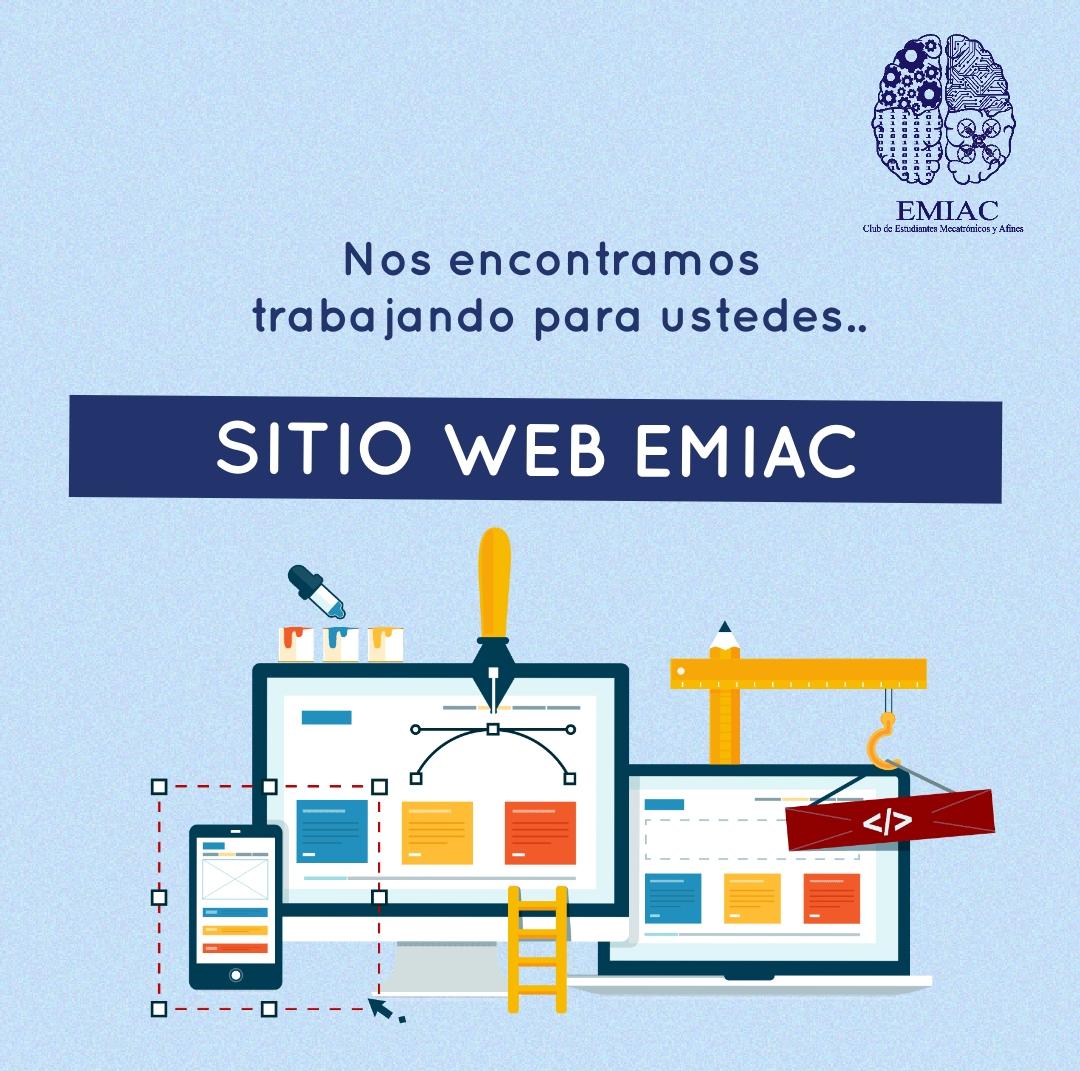 EMIAC
Club de Estudiantes Mecatrónicos y Afines
Nos encontramos
trabajando para ustedes..
SITIO WEB EMIAC
</>